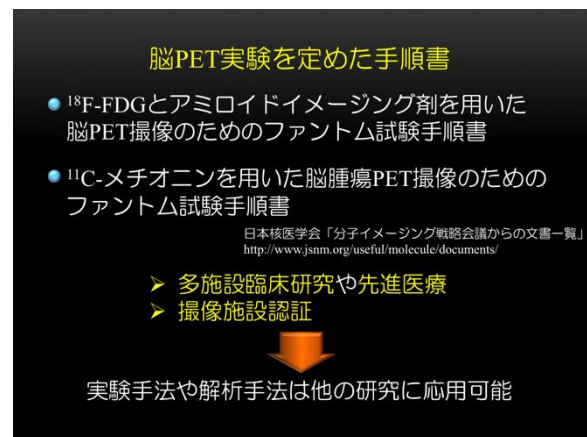 脳PET実験を定めた手順書
¹⁸F-FDGとアミロイドイメージング剤を用いた
脳PET撮像のためのファントム試験手順書
¹¹C-メチオニンを用いた脳腫瘍PET撮像のための
ファントム試験手順書
日本核医学会「分子イメージング戦略会議からの文書一覧」
http://www.jsnm.org/useful/molecule/documents/
多施設臨床研究や先進医療
撮像施設認証
実験手法や解析手法は他の研究に応用可能